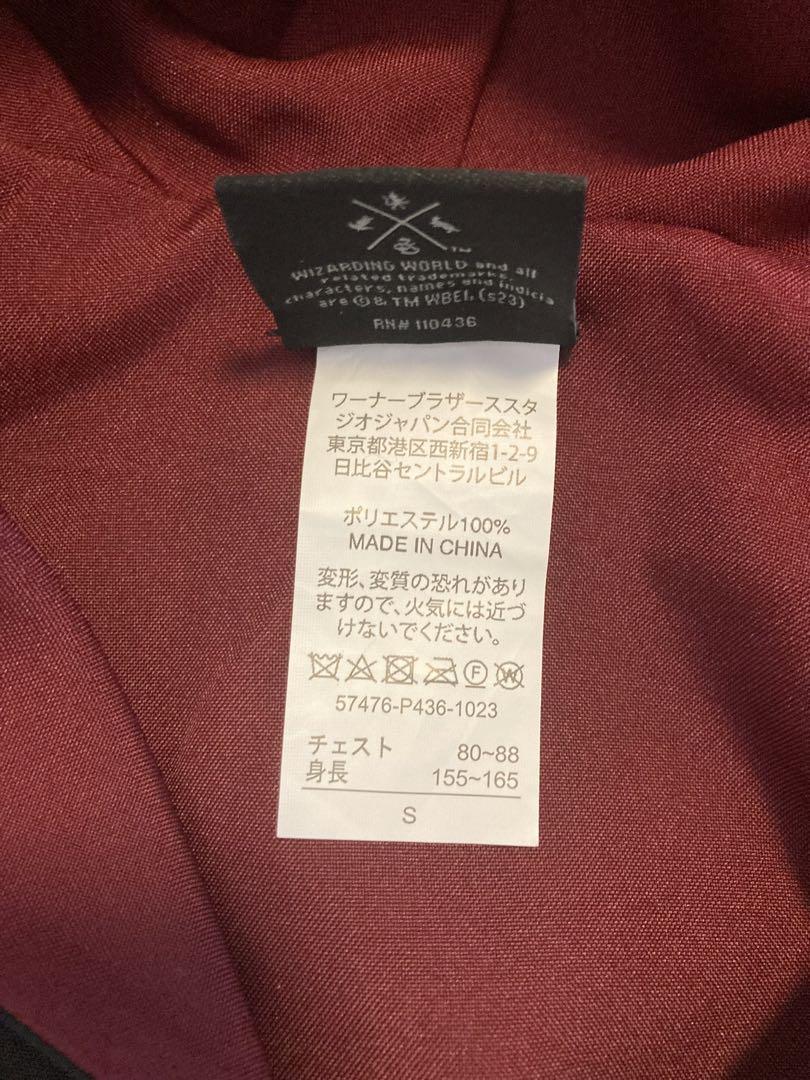 TM
WIZARDING WORLD and all
related trademarks,
characters, names and indicia
are ©& TM WBEI. (s23)
RN# 110436
ワーナーブラザーススタ
ジオジャパン合同会社
東京都港区西新宿1-2-9
日比谷セントラルビル
ポリエステル100%
MADE IN CHINA
変形、変質の恐れがあり
ますので、火気には近づ
けないでください。
F W
57476-P436-1023
チェスト 80~88
身長 155~165
S